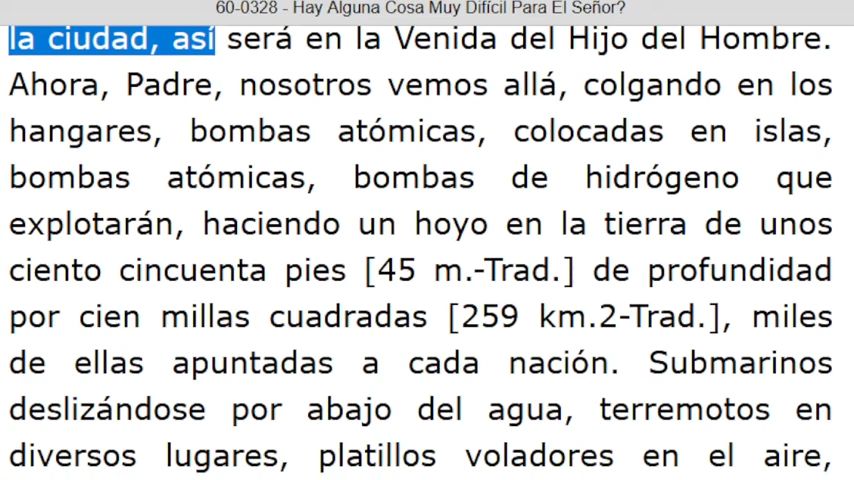 60-0328 - Hay Alguna Cosa Muy Difícil Para El Señor?
la ciudad, así será en la Venida del Hijo del Hombre.
Ahora, Padre, nosotros vemos allá, colgando en los
hangares, bombas atómicas, colocadas en islas,
bombas atómicas, bombas de hidrógeno que
explotarán, haciendo un hoyo en la tierra de unos
ciento cincuenta pies [45 m.-Trad.] de profundidad
por cien millas cuadradas [259 km.2-Trad.], miles
de ellas apuntadas a cada nación. Submarinos
deslizándose por abajo del agua, terremotos en
diversos lugares, platillos voladores en el aire,